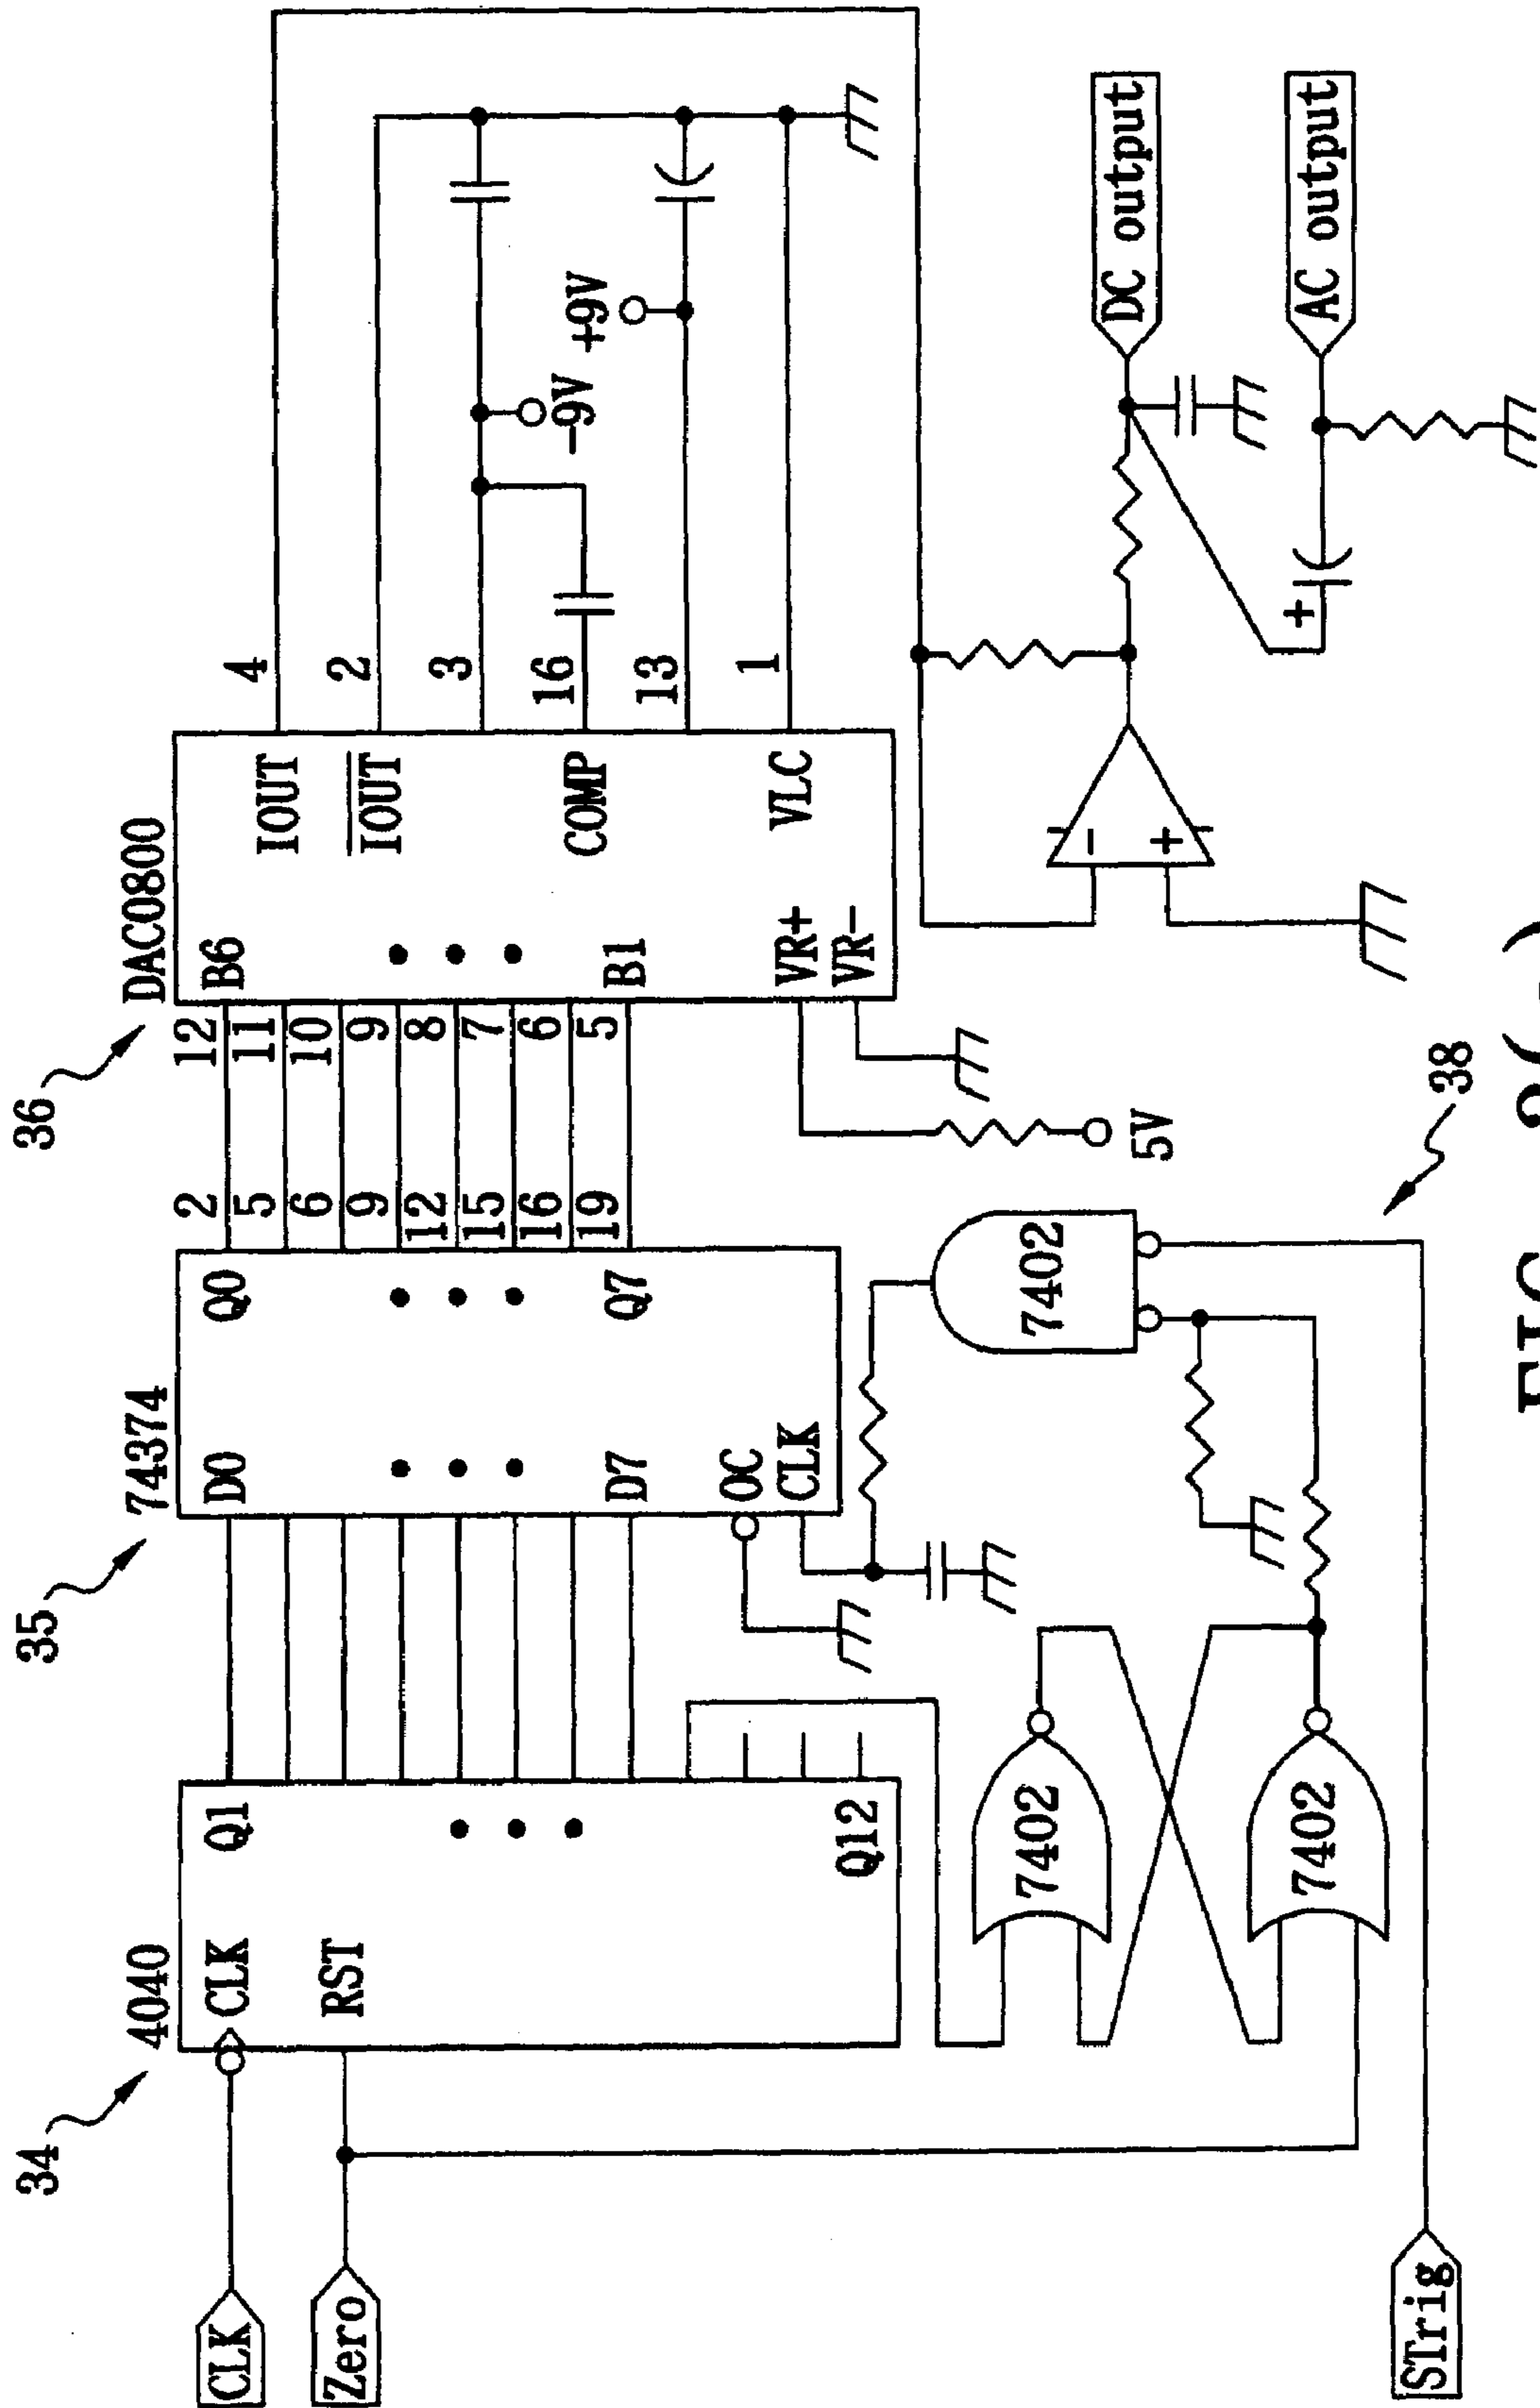 34
4040
CLK
RST
Q1
Q12
CLK
Zero
STrig
35
74374
D0
D7
OC
CLK
Q0
Q7
2
5
6
9
12
15
16
19
36
DAC0800
12
11
10
9
8
7
6
5
B6
B1
VR+
VR-
IOUT
IOUT
COMP
VLC
4
2
3
16
13
1
-9V
+9V
5V
7402
7402
7402
38
-
+
+
DC output
AC output